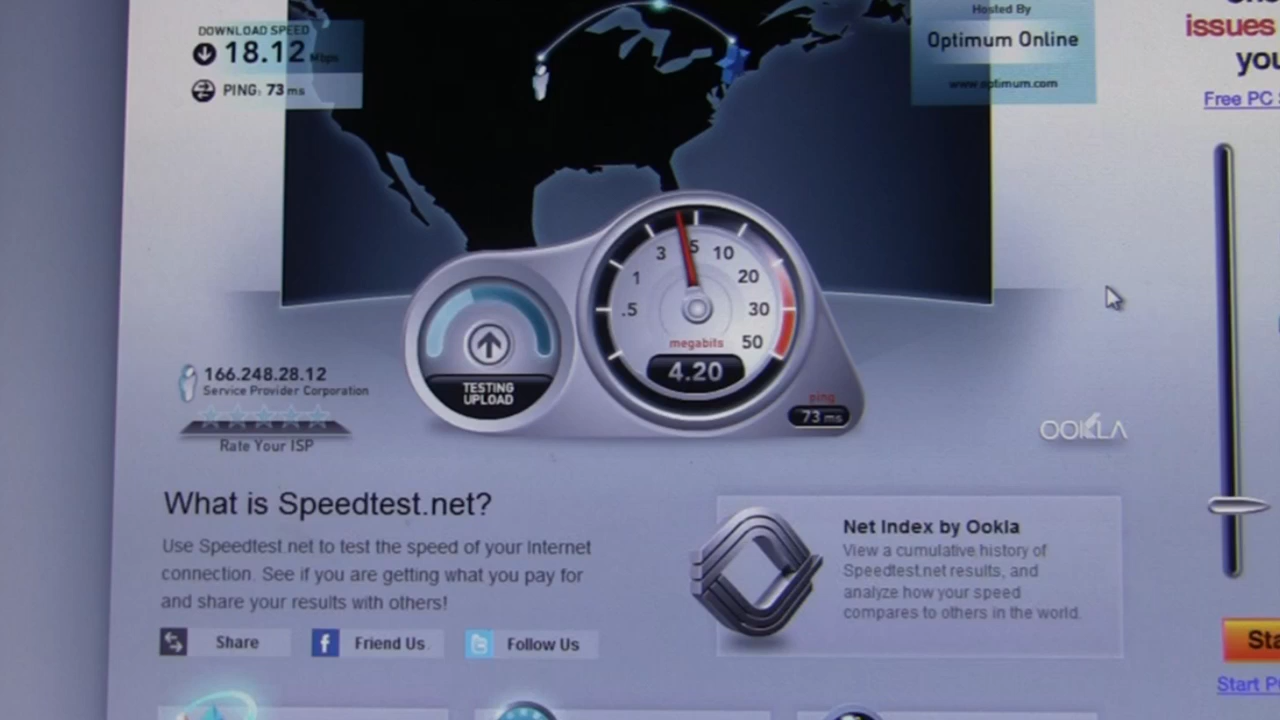 DOWNLOAD SPEED
18.12 Mbps
PING: 73 ms
Hosted By
Optimum Online
www.optimum.com
issues
you
Free PC
3 5 10
1 20
.5 30
megabits 50
4.20
TESTING
UPLOAD
ping
73 ms
166.248.28.12
Service Provider Corporation
Rate Your ISP
OOKLA
What is Speedtest.net?
Use Speedtest.net to test the speed of your Internet
connection. See if you are getting what you pay for
and share your results with others!
Share
Friend Us
Follow Us
Net Index by Ookla
View a cumulative history of
Speedtest.net results, and
analyze how your speed
compares to others in the world.